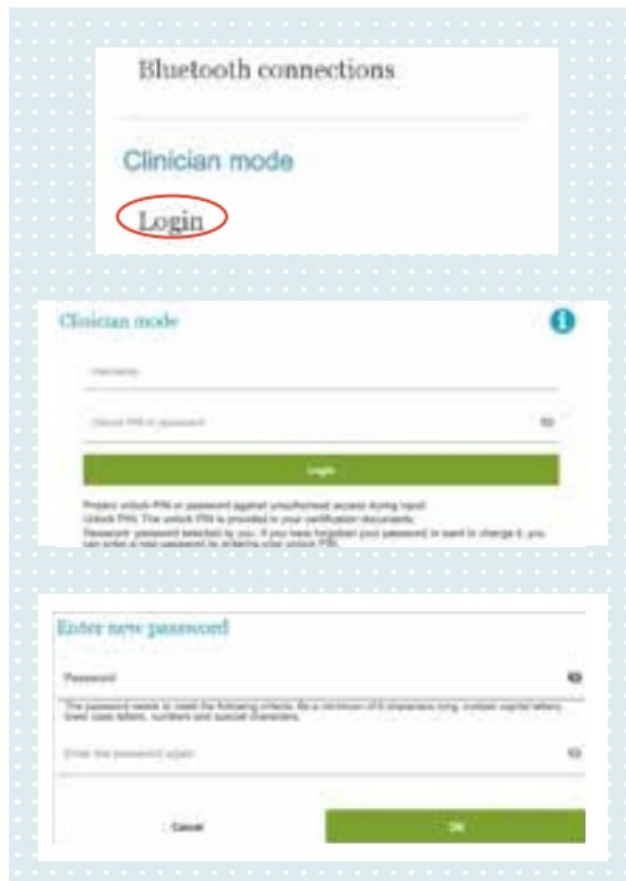 Bluetooth connections
Clinician mode
Login
Clinician mode
Username
Unlock PIN or password
Login
Protect unlock PIN or password against unauthorised access during input!
Unlock PIN: The unlock PIN is provided in your certification documents.
Password: password selected by you. If you have forgotten your password or want to change it, you
can enter a new password by entering your unlock PIN.
Enter new password
Password
The password needs to meet the following criteria: Be a minimum of 8 characters long, contain capital letters,
lower case letters, numbers and special characters.
Enter the password again
Cancel
OK